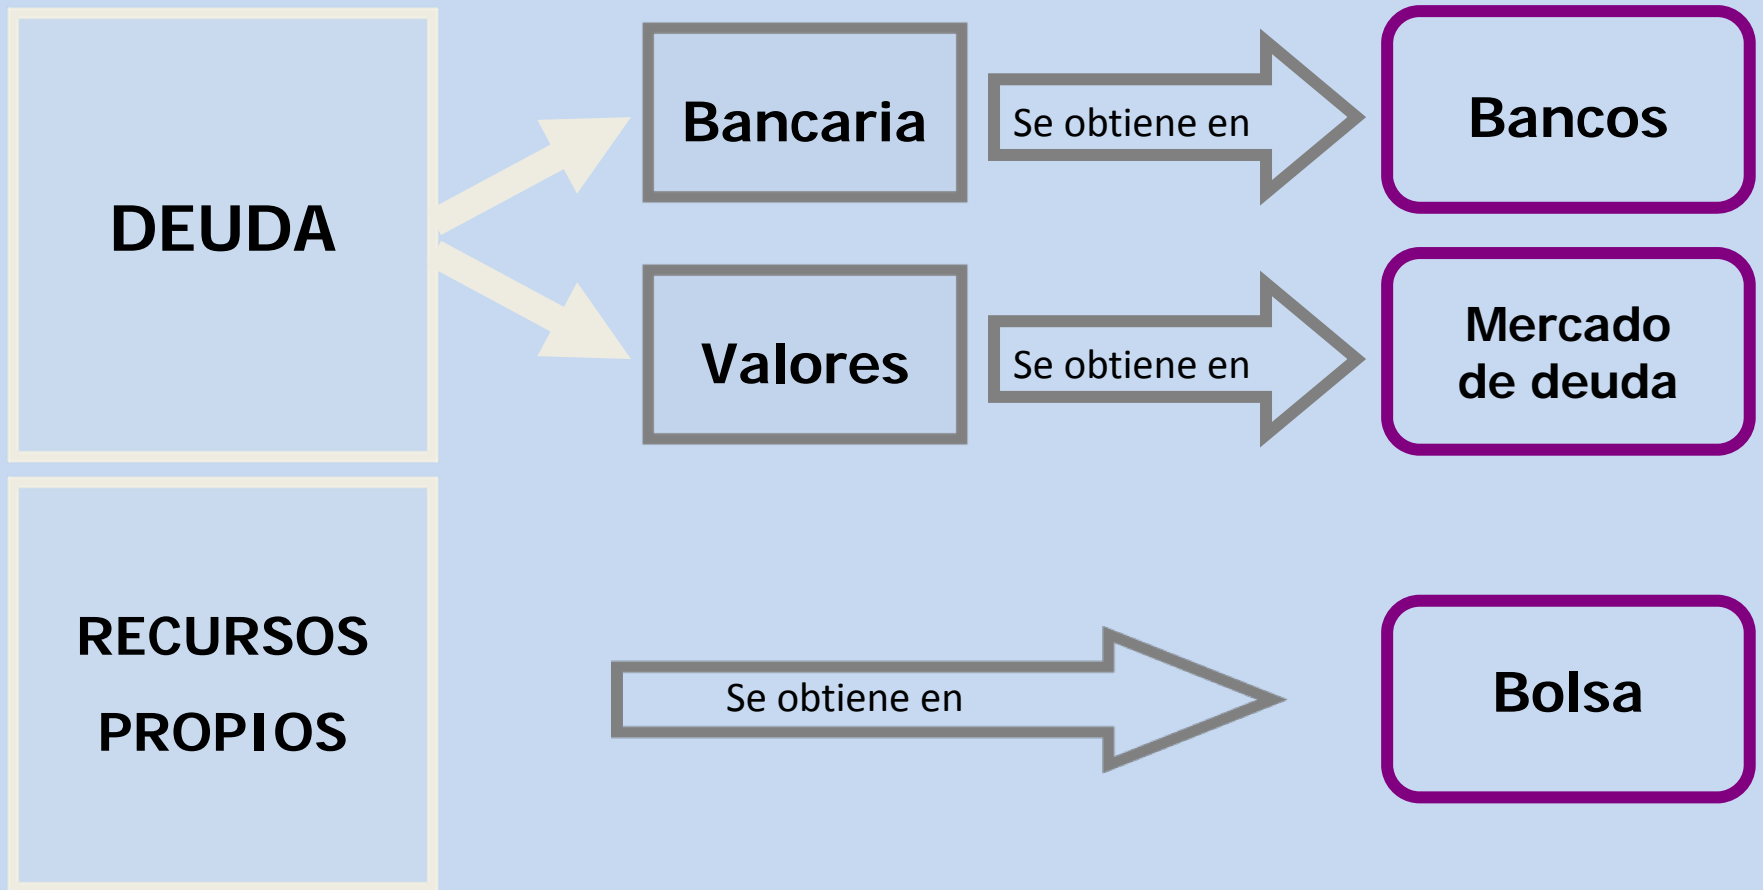 DEUDA
Bancaria
Se obtiene en
Bancos
Valores
Se obtiene en
Mercado
de deuda
RECURSOS
PROPIOS
Se obtiene en
Bolsa